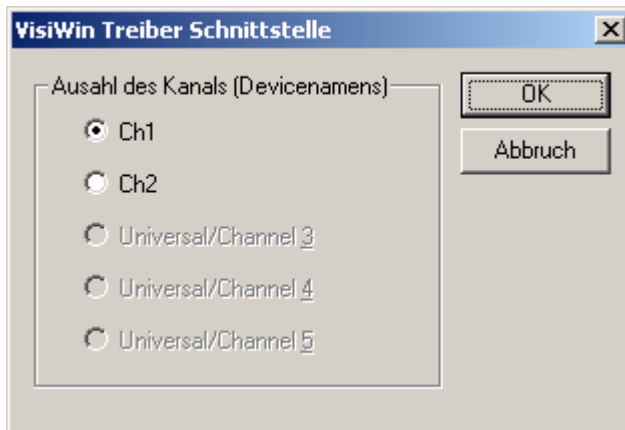 VisiWin Treiber Schnittstelle
Ausahl des Kanals (Devicenamens)
Ch1
Ch2
Universal/Channel 3
Universal/Channel 4
Universal/Channel 5
OK
Abbruch